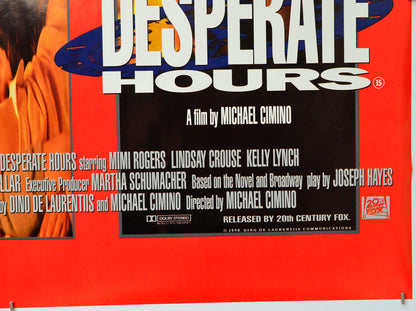 DESPERATE
HOURS
15
A film by MICHAEL CIMINO
DESPERATE HOURS starring MIMI ROGERS LINDSAY CROUSE KELLY LYNCH
LLAR Executive Producer MARTHA SCHUMACHER Based on the Novel and Broadway play by JOSEPH HAYES
by DINO DE LAURENTIIS and MICHAEL CIMINO Directed by MICHAEL CIMINO
DOLBY STEREO
RELEASED BY 20th CENTURY FOX.
© 1990 DINO DE LAURENTIIS COMMUNICATIONS
20th
CENTURY
FOX